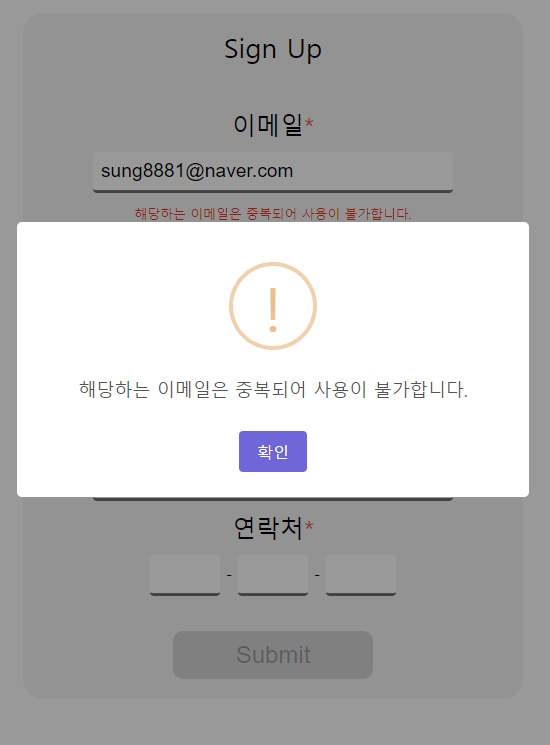 Sign Up
이메일*
sung8881@naver.com
해당하는 이메일은 중복되어 사용이 불가합니다.
!
해당하는 이메일은 중복되어 사용이 불가합니다.
확인
연락처*
- -
Submit